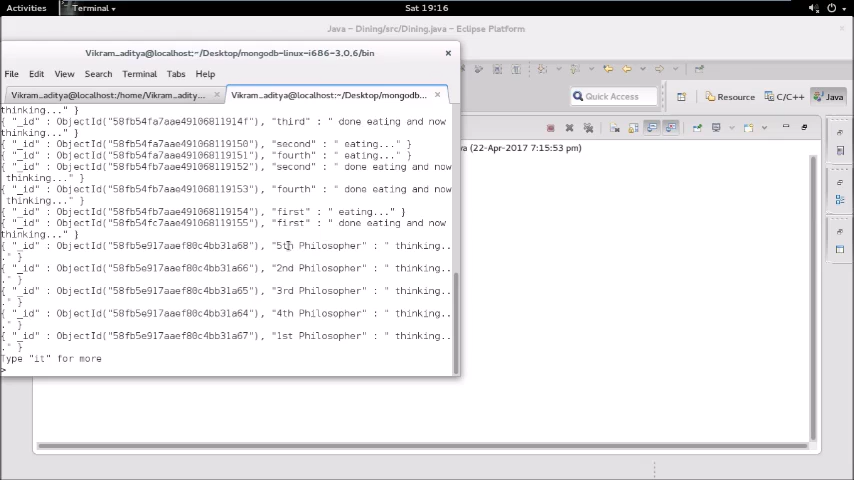 Activities
Terminal
Sat 19:16
Java – Dining/src/Dining.java – Eclipse Platform
Vikram_aditya@localhost:~/Desktop/mongodb-linux-i686-3.0.6/bin
File Edit View Search Terminal Tabs Help
Vikram_aditya@localhost:/home/Vikram_adity...
Vikram_aditya@localhost:~/Desktop/mongodb...
Quick Access
Resource
C/C++
Java
va (22-Apr-2017 7:15:53 pm)
thinking..." }
{ "_id" : ObjectId("58fb54fa7aae49106811914f"), "third" : " done eating and now
thinking..." }
{ "_id" : ObjectId("58fb54fb7aae491068119150"), "second" : " eating..." }
{ "_id" : ObjectId("58fb54fb7aae491068119151"), "fourth" : " eating..." }
{ "_id" : ObjectId("58fb54fb7aae491068119152"), "second" : " done eating and now
 thinking..." }
{ "_id" : ObjectId("58fb54fb7aae491068119153"), "fourth" : " done eating and now
 thinking..." }
{ "_id" : ObjectId("58fb54fb7aae491068119154"), "first" : " eating..." }
{ "_id" : ObjectId("58fb54fc7aae491068119155"), "first" : " done eating and now
thinking..." }
{ "_id" : ObjectId("58fb5e917aaef80c4bb31a68"), "5th Philosopher" : " thinking..
." }
{ "_id" : ObjectId("58fb5e917aaef80c4bb31a66"), "2nd Philosopher" : " thinking..
." }
{ "_id" : ObjectId("58fb5e917aaef80c4bb31a65"), "3rd Philosopher" : " thinking..
." }
{ "_id" : ObjectId("58fb5e917aaef80c4bb31a64"), "4th Philosopher" : " thinking..
." }
{ "_id" : ObjectId("58fb5e917aaef80c4bb31a67"), "1st Philosopher" : " thinking..
." }
Type "it" for more
>